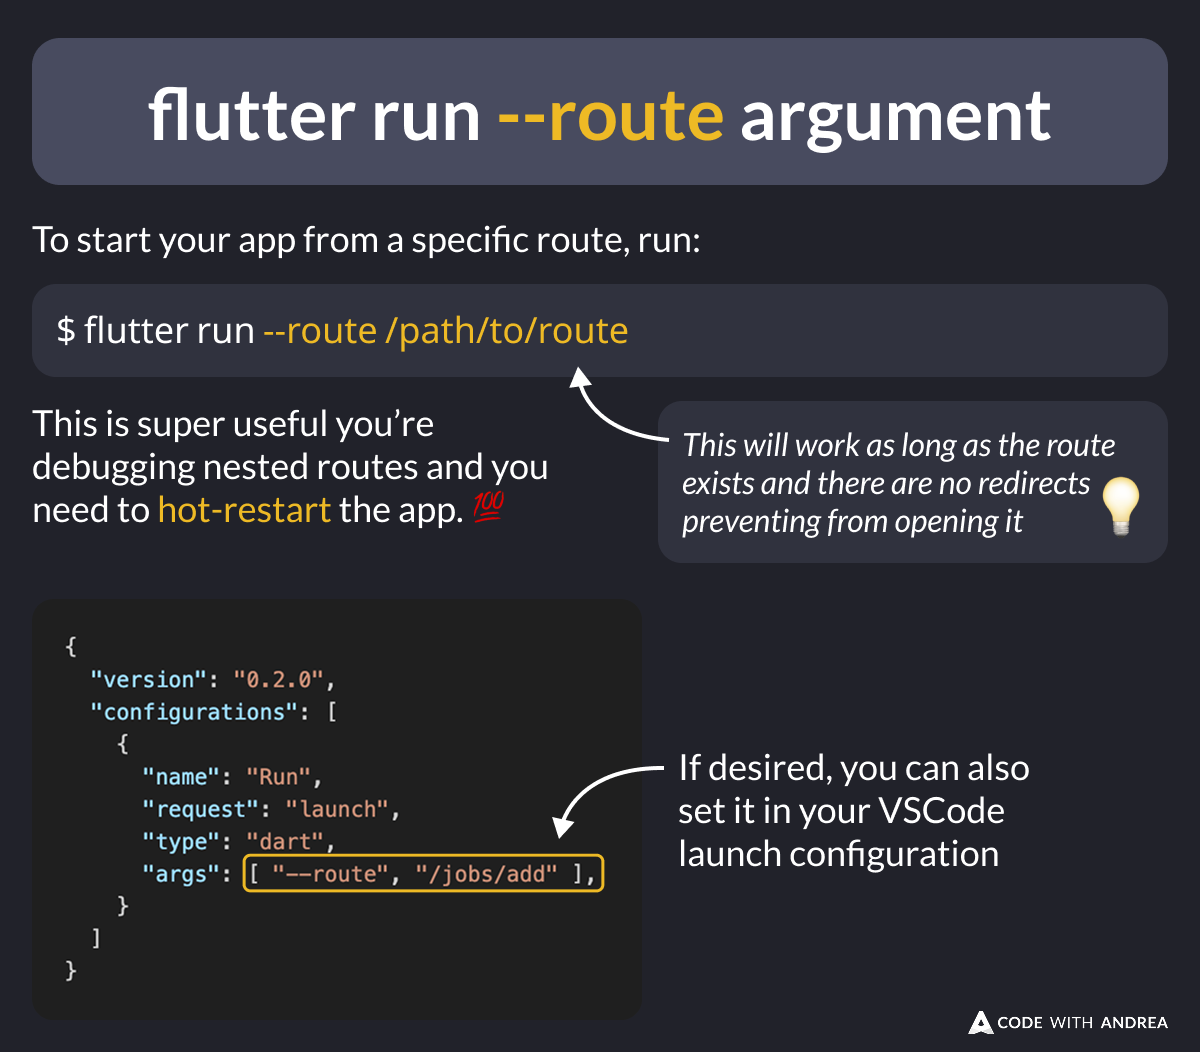 flutter run --route argument
To start your app from a specific route, run:
$ flutter run --route /path/to/route
This is super useful you’re
debugging nested routes and you
need to hot-restart the app. 💯
This will work as long as the route
exists and there are no redirects
preventing from opening it
{
"version": "0.2.0",
"configurations": [
{
"name": "Run",
"request": "launch",
"type": "dart",
"args": [ "--route", "/jobs/add" ],
}
]
}
If desired, you can also
set it in your VSCode
launch configuration
CODE WITH ANDREA